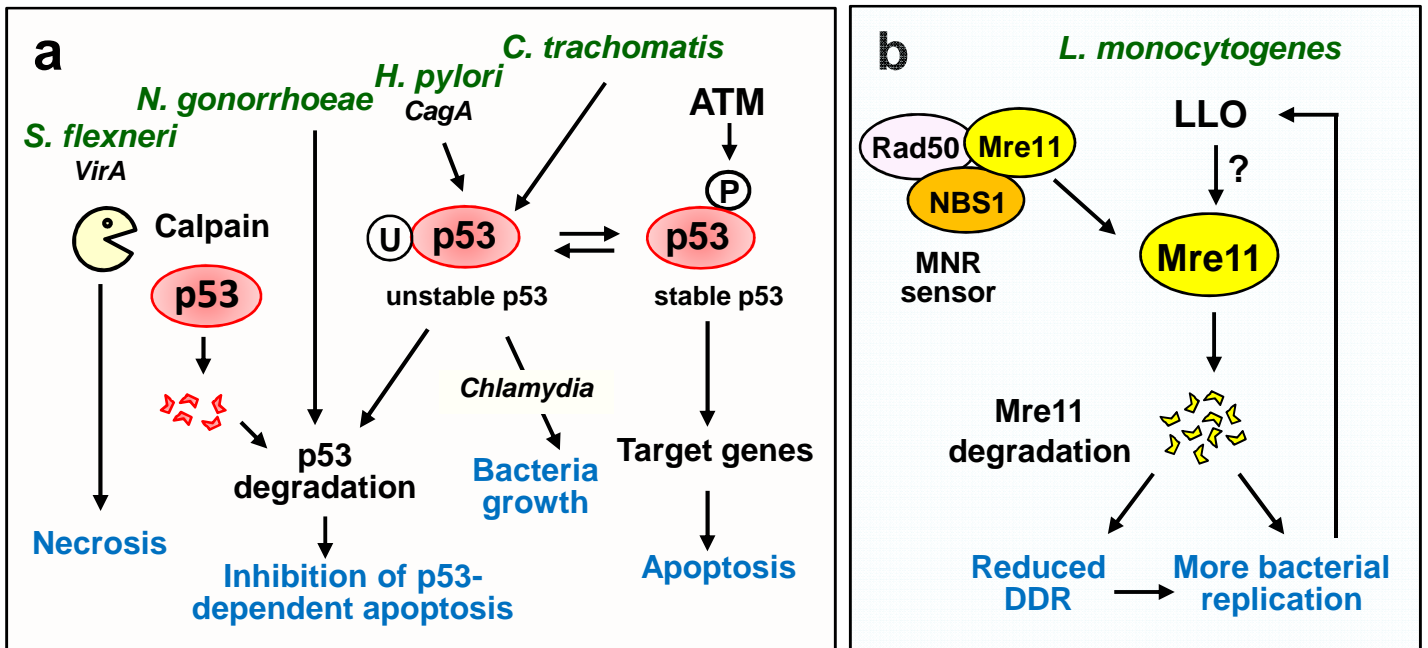 a
C. trachomatis
H. pylori
CagA
N. gonorrhoeae
S. flexneri
VirA
ATM
P
Calpain
p53
U
p53
p53
unstable p53
stable p53
Chlamydia
p53
degradation
Bacteria
growth
Target genes
Necrosis
Inhibition of p53-
dependent apoptosis
Apoptosis
b
L. monocytogenes
Rad50
Mre11
NBS1
MNR
sensor
LLO
?
Mre11
Mre11
degradation
Reduced
DDR
More bacterial
replication